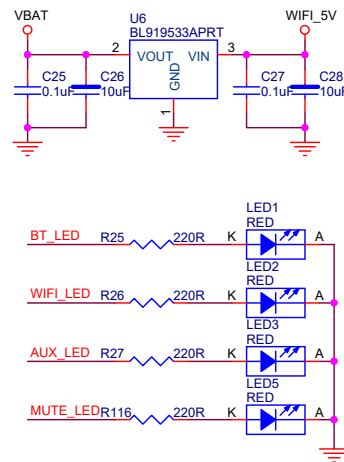 VBAT
U6
BL919533APRT
WIFI_5V
2
VOUT
VIN
3
GND
1
C25
0.1uF
C26
10uF
C27
0.1uF
C28
10uF
LED1
RED
BT_LED
R25
220R
K
A
LED2
RED
WIFI_LED
R26
220R
K
A
LED3
RED
AUX_LED
R27
220R
K
A
LED5
RED
MUTE_LED
R116
220R
K
A